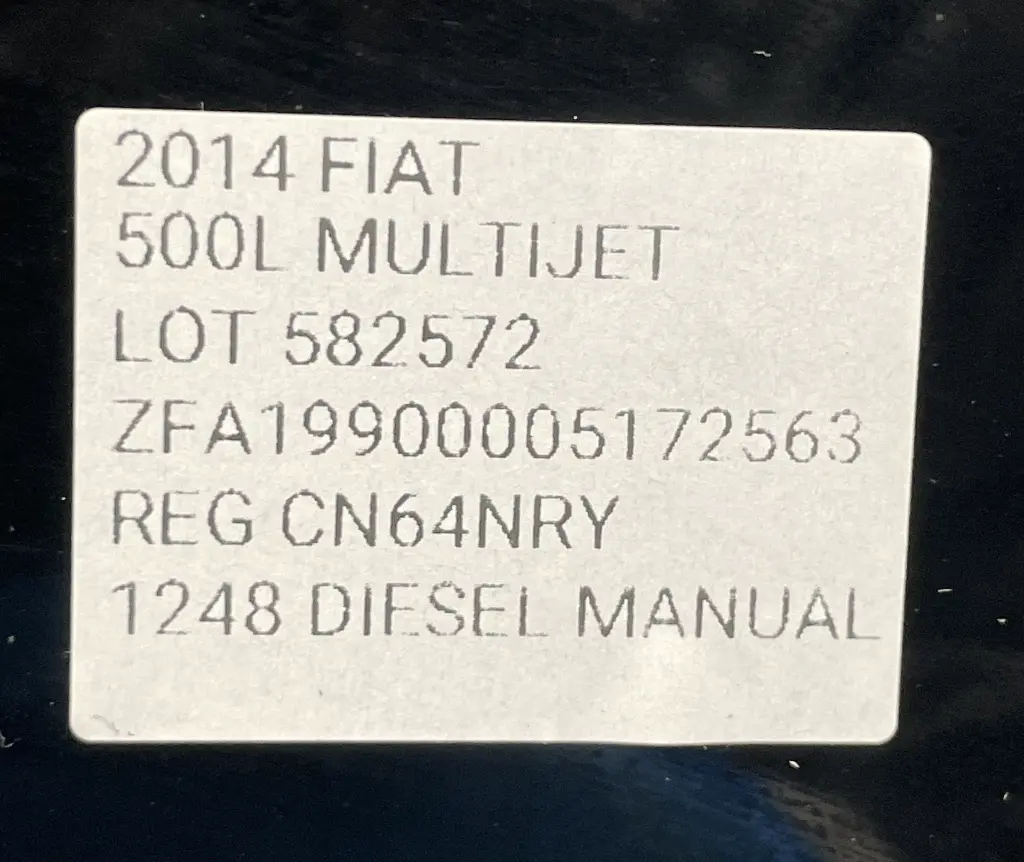 2014 FIAT
500L MULTIJET
LOT 582572
ZFA19900005172563
REG CN64NRY
1248 DIESEL MANUAL